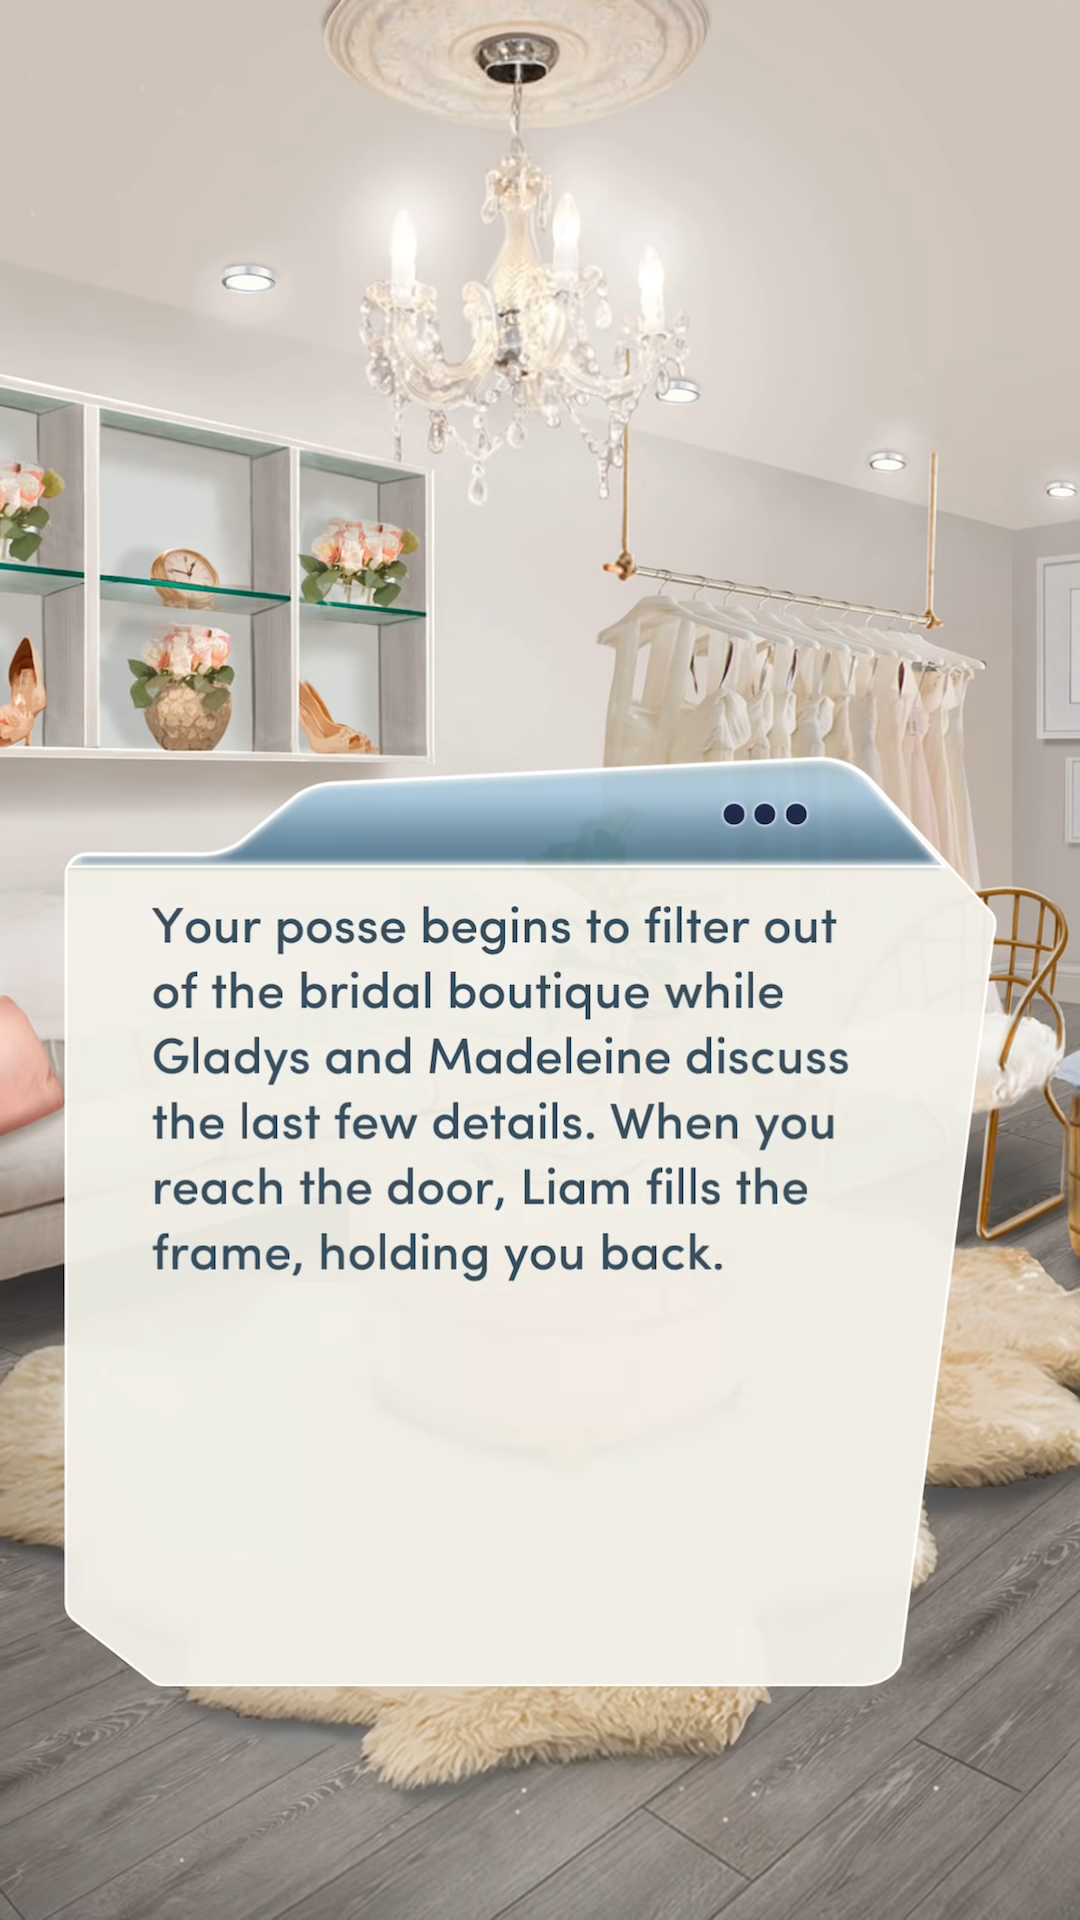 Your posse begins to filter out
of the bridal boutique while
Gladys and Madeleine discuss
the last few details. When you
reach the door, Liam fills the
frame, holding you back.